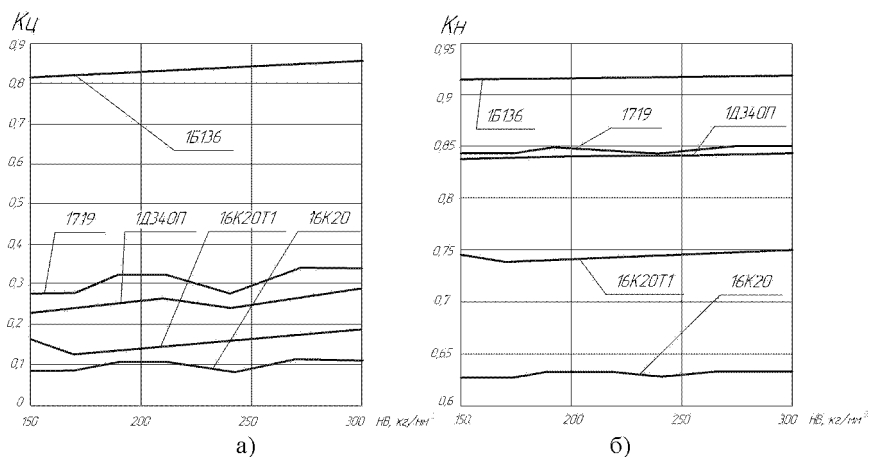 Кц
0,9
0,8
0,7
0,6
0,5
0,4
0,3
0,2
0,1
0
1Б136
1719
1Д340П
16К20Т1
16К20
150
200
250
300
НВ, кг/мм²
а)
Кн
0,95
0,9
0,85
0,8
0,75
0,7
0,65
0,6
1Б136
1719
1Д340П
16К20Т1
16К20
150
200
250
300
НВ, кг/мм²
б)